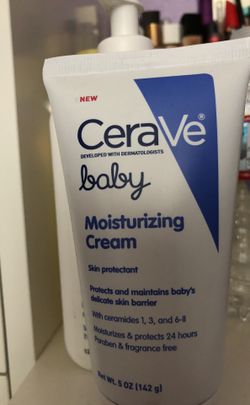 NEW
CeraVe®
DEVELOPED WITH DERMATOLOGISTS
baby
Moisturizing
Cream
Skin protectant
Protects and maintains baby's
delicate skin barrier
With ceramides 1, 3, and 6-II
Moisturizes & protects 24 hours
Paraben & fragrance free
Net Wt. 5 OZ (142 g)